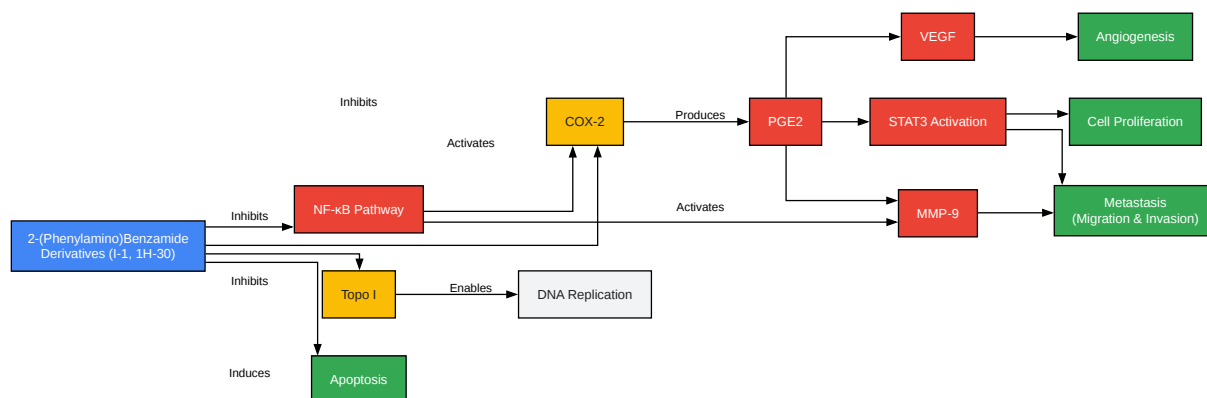 VEGF
Angiogenesis
Inhibits
COX-2
Produces
PGE2
STAT3 Activation
Cell Proliferation
Activates
NF-κB Pathway
Activates
MMP-9
Metastasis
(Migration & Invasion)
Inhibits
2-(Phenylamino)Benzamide
Derivatives (I-1, 1H-30)
Inhibits
Topo I
Enables
DNA Replication
Induces
Apoptosis